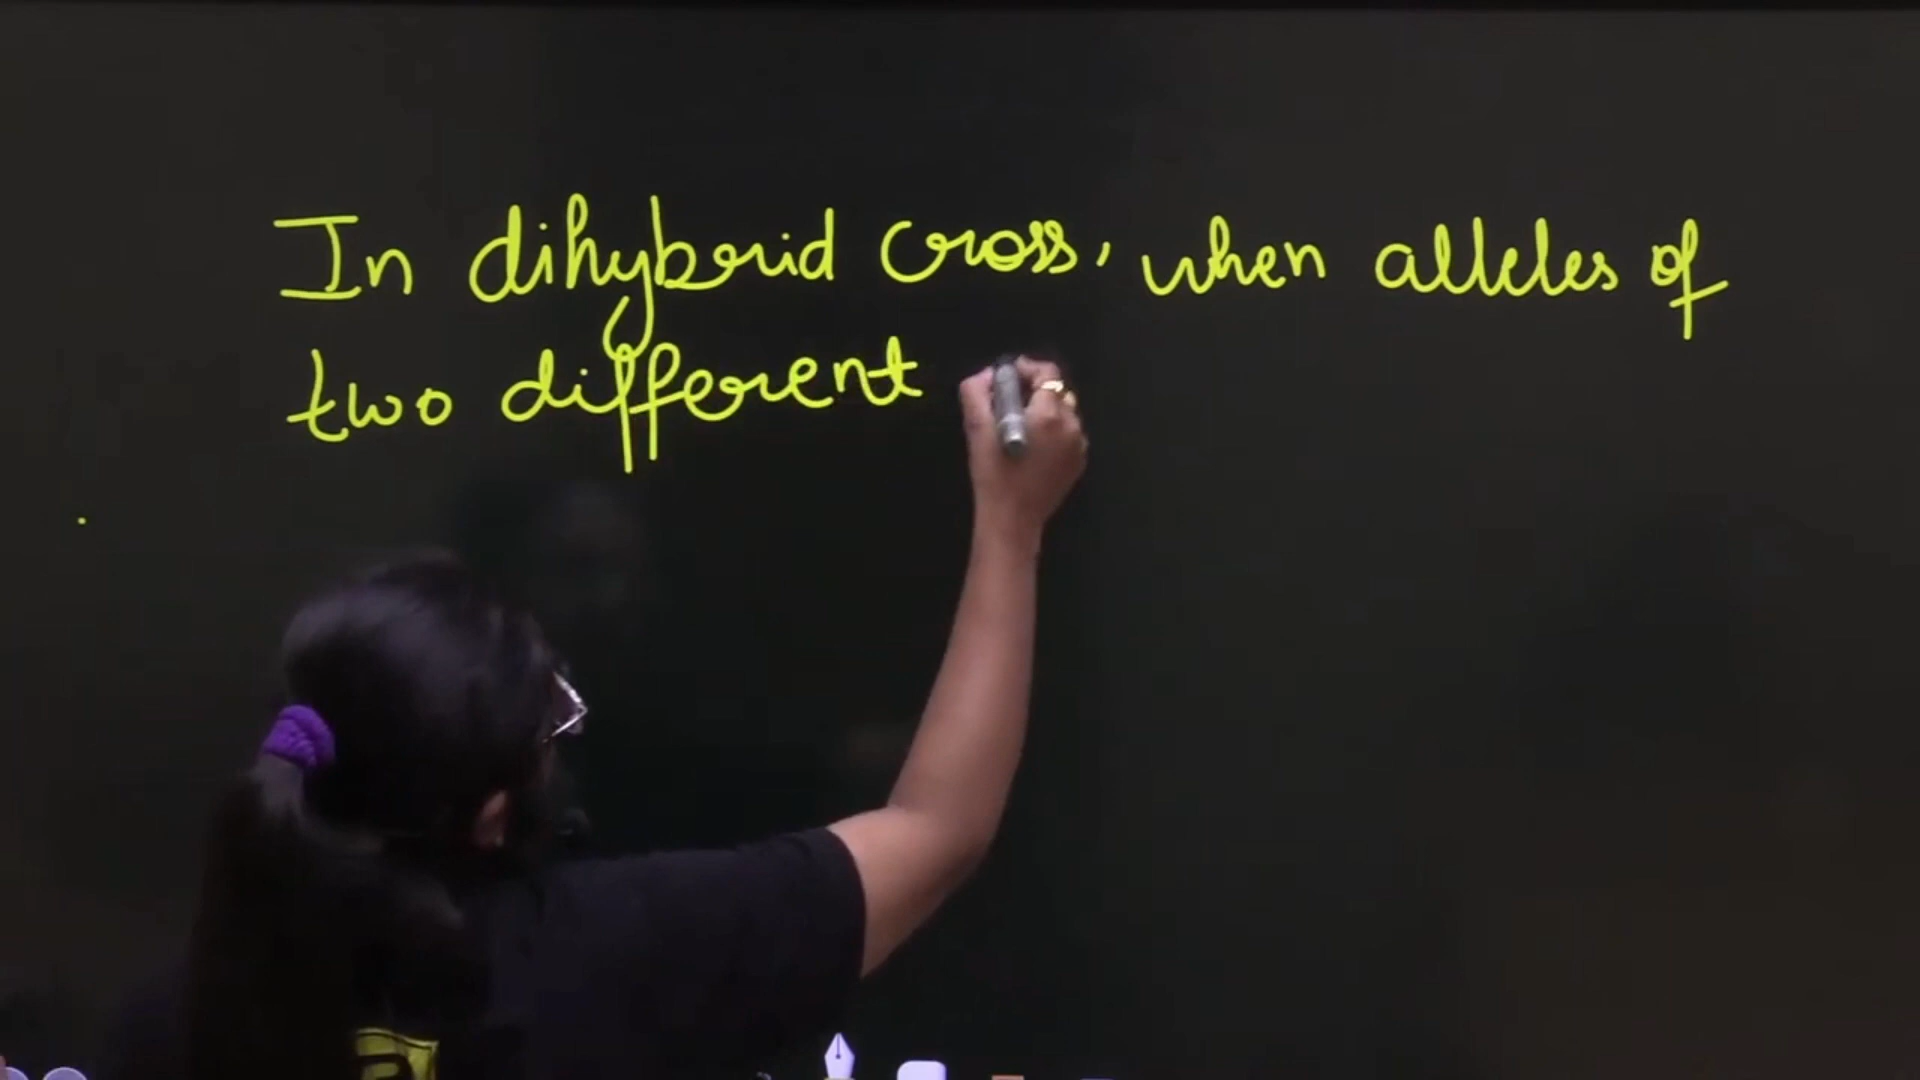 In dihybrid cross, when alleles of
two different